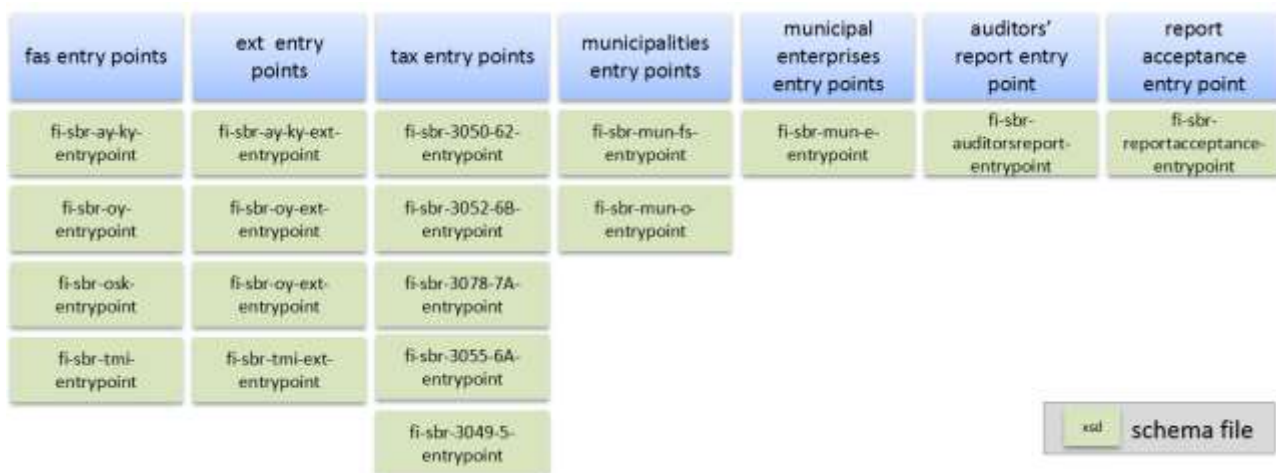 fas entry points
ext entry
points
tax entry points
municipalities
entry points
municipal
enterprises
entry points
auditors'
report entry
point
report
acceptance
entry point
fi-sbr-ay-ky-
entrypoint
fi-sbr-ay-ky-ext-
entrypoint
fi-sbr-3050-62-
entrypoint
fi-sbr-mun-fs-
entrypoint
fi-sbr-mun-e-
entrypoint
fi-sbr-
auditorsreport-
entrypoint
fi-sbr-
reportacceptance-
entrypoint
fi-sbr-oy-
entrypoint
fi-sbr-oy-ext-
entrypoint
fi-sbr-3052-6B-
entrypoint
fi-sbr-mun-o-
entrypoint
fi-sbr-osk-
entrypoint
fi-sbr-oy-ext-
entrypoint
fi-sbr-3078-7A-
entrypoint
fi-sbr-tmi-
entrypoint
fi-sbr-tmi-ext-
entrypoint
fi-sbr-3055-6A-
entrypoint
fi-sbr-3049-5-
entrypoint
xsd schema file